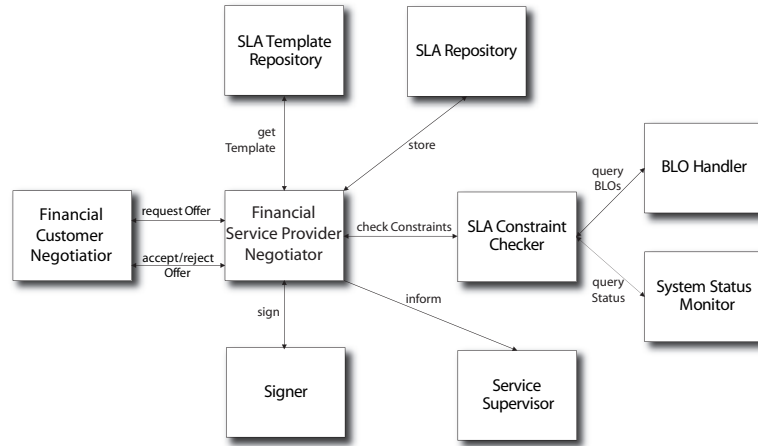 SLA Template
Repository
SLA Repository
get
Template
store
query
BLOs
BLO Handler
Financial
Customer
Negotiatior
request Offer
accept/reject
Offer
Financial
Service Provider
Negotiator
check Constraints
SLA Constraint
Checker
query
Status
System Status
Monitor
sign
inform
Signer
Service
Supervisor